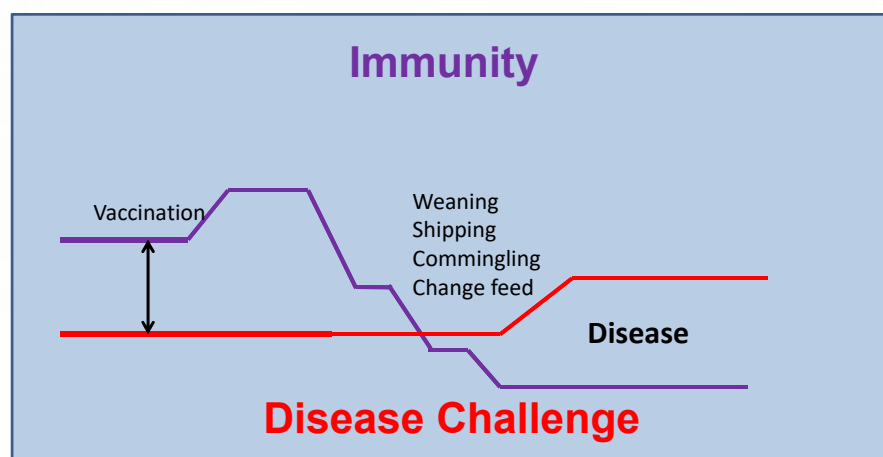 Immunity
Vaccination
Weaning
Shipping
Commingling
Change feed
Disease
Disease Challenge